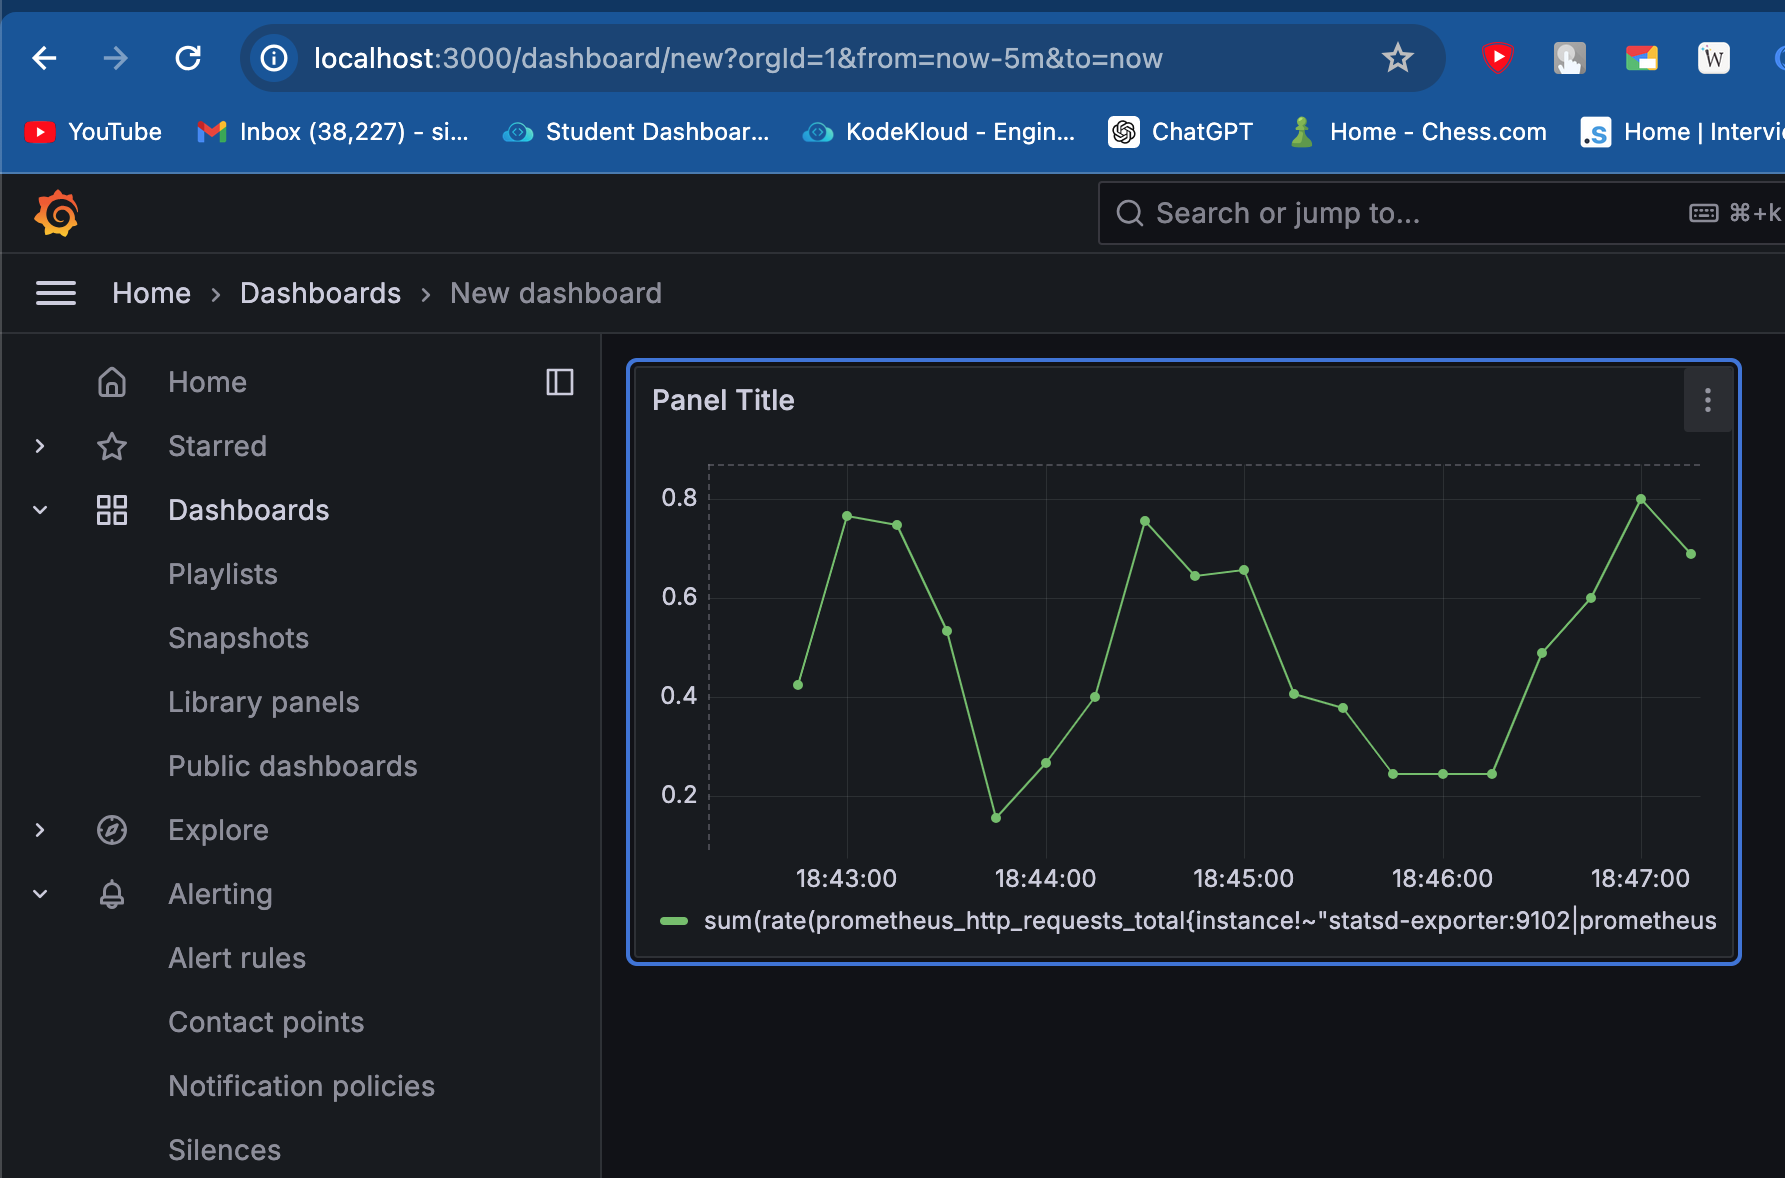 localhost:3000/dashboard/new?orgId=1&from=now-5m&to=now
W
YouTube Inbox (38,227) - si... Student Dashboar... KodeKloud - Engin... ChatGPT Home - Chess.com .S Home | Intervie
Search or jump to... ⌘+k
Home › Dashboards › New dashboard
Home
Starred
Dashboards
Playlists
Snapshots
Library panels
Public dashboards
Explore
Alerting
Alert rules
Contact points
Notification policies
Silences
Panel Title
0.8
0.6
0.4
0.2
18:43:00 18:44:00 18:45:00 18:46:00 18:47:00
sum(rate(prometheus_http_requests_total{instance!~"statsd-exporter:9102|prometheus